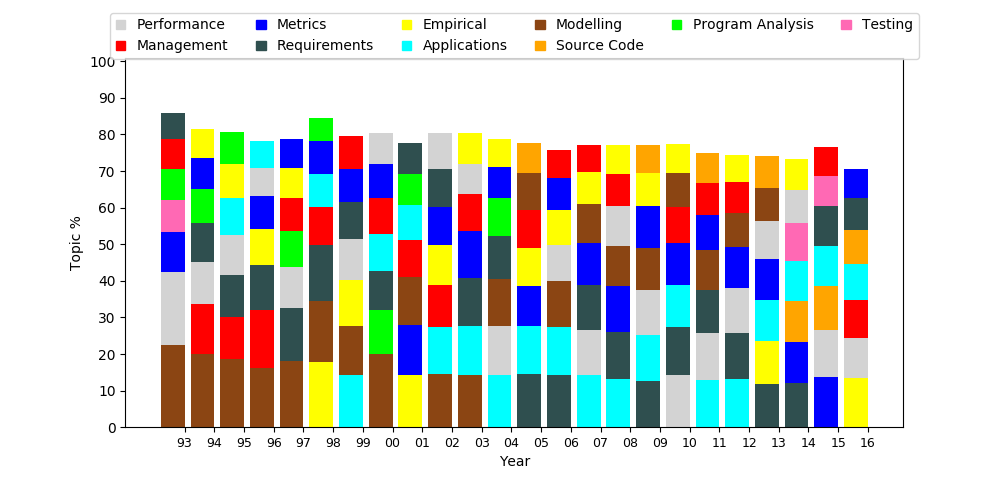 Performance Metrics Empirical Modelling Program Analysis Testing
Management Requirements Applications Source Code
100
90
80
70
60
50
40
30
20
10
0
Topic %
93 94 95 96 97 98 99 00 01 02 03 04 05 06 07 08 09 10 11 12 13 14 15 16
Year